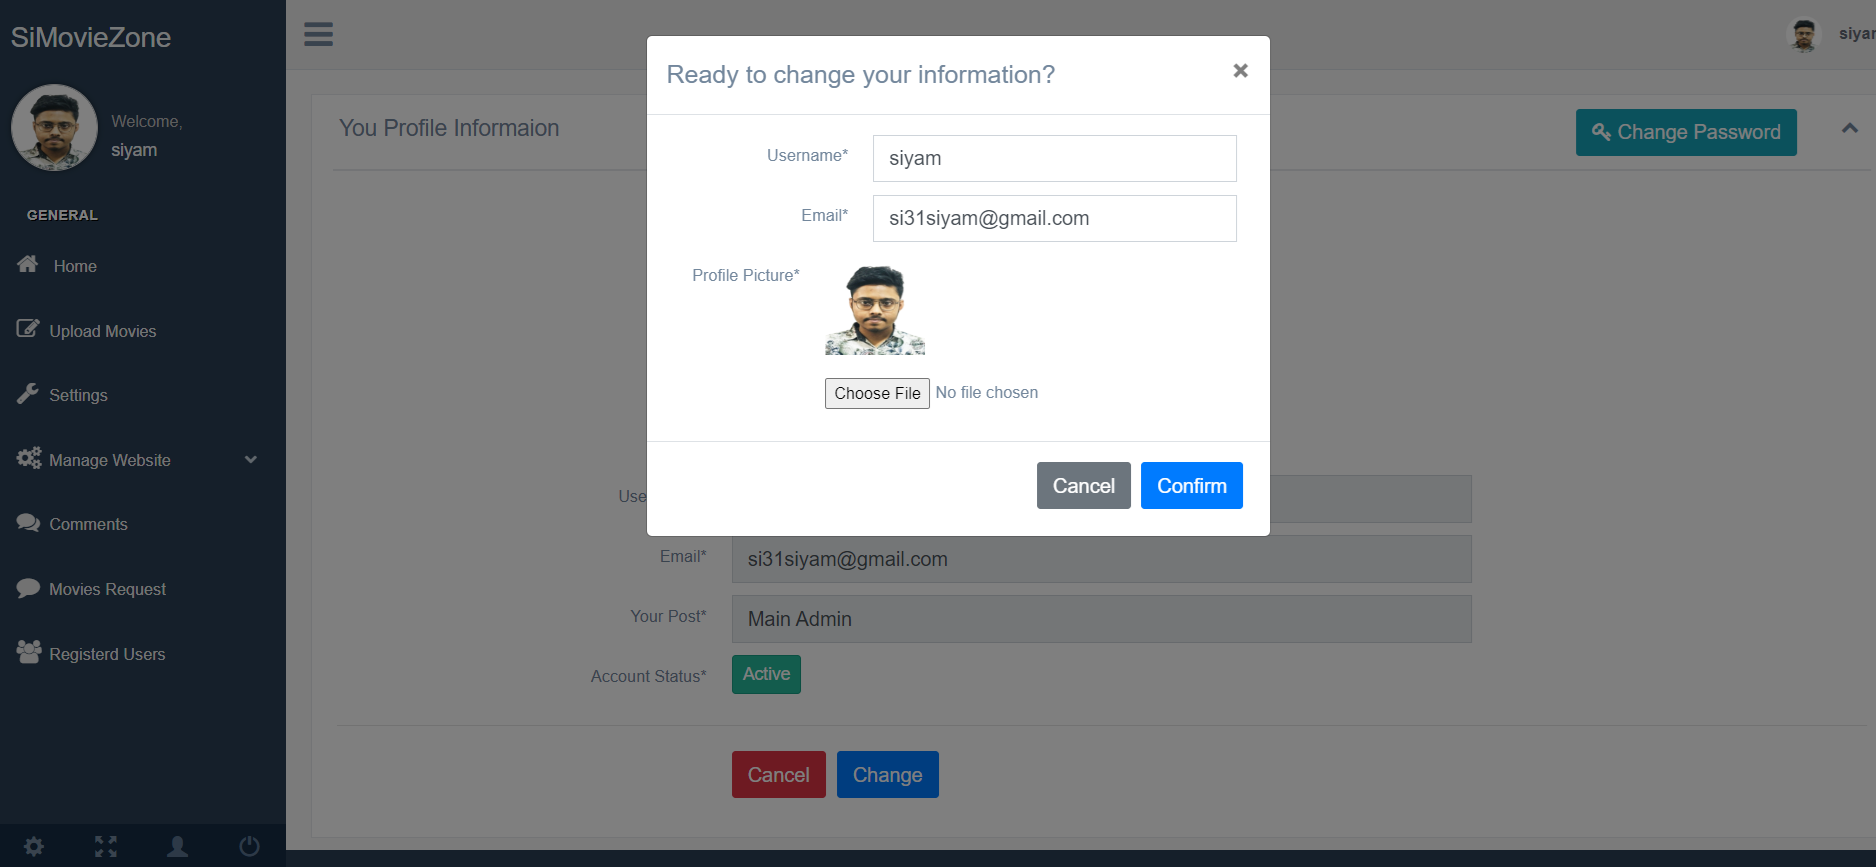 SiMovieZone
Welcome,
siyam
GENERAL
Home
Upload Movies
Settings
Manage Website
Comments
Movies Request
Registerd Users
You Profile Informaion
Change Password
Ready to change your information?
×
Username* siyam
Email* si31siyam@gmail.com
Profile Picture*
Choose File No file chosen
Cancel Confirm
Email* si31siyam@gmail.com
Your Post* Main Admin
Account Status* Active
Cancel Change